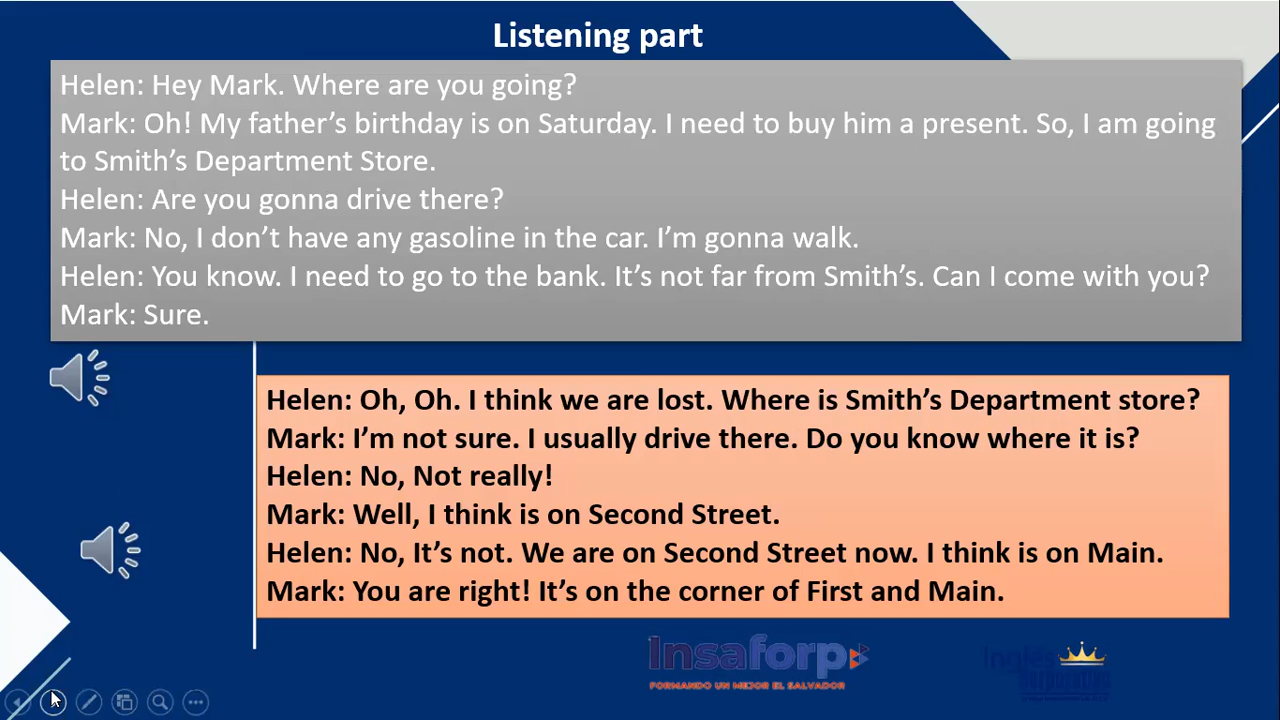 Listening part
Helen: Hey Mark. Where are you going?
Mark: Oh! My father’s birthday is on Saturday. I need to buy him a present. So, I am going
to Smith’s Department Store.
Helen: Are you gonna drive there?
Mark: No, I don’t have any gasoline in the car. I’m gonna walk.
Helen: You know. I need to go to the bank. It’s not far from Smith’s. Can I come with you?
Mark: Sure.
Helen: Oh, Oh. I think we are lost. Where is Smith’s Department store?
Mark: I’m not sure. I usually drive there. Do you know where it is?
Helen: No, Not really!
Mark: Well, I think is on Second Street.
Helen: No, It’s not. We are on Second Street now. I think is on Main.
Mark: You are right! It’s on the corner of First and Main.
Insaforp
FORMANDO UN MEJOR EL SALVADOR
Inglés